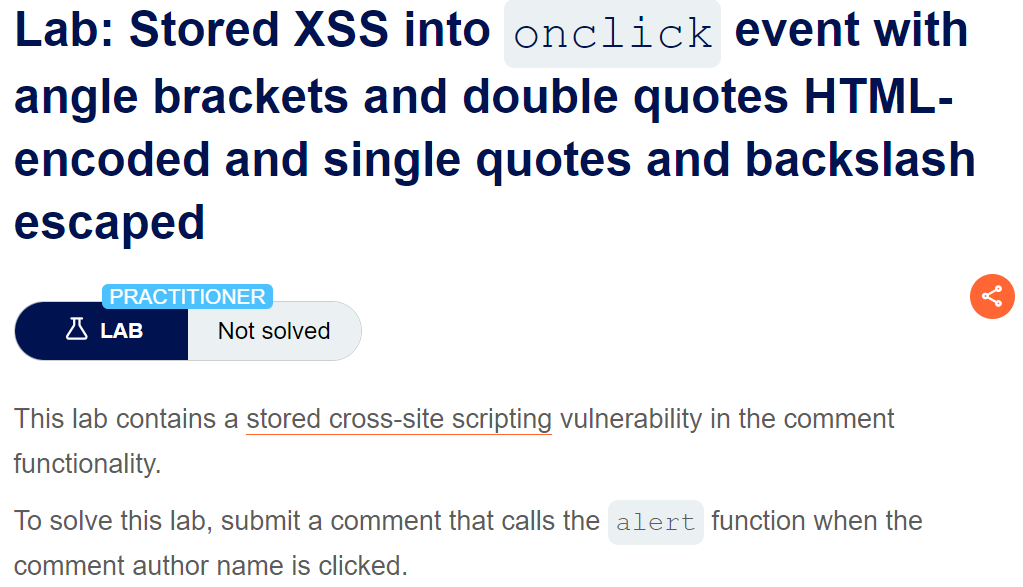 Lab: Stored XSS into onclick event with
angle brackets and double quotes HTML-
encoded and single quotes and backslash
escaped
PRACTITIONER
LAB Not solved
This lab contains a stored cross-site scripting vulnerability in the comment
functionality.
To solve this lab, submit a comment that calls the alert function when the
comment author name is clicked.